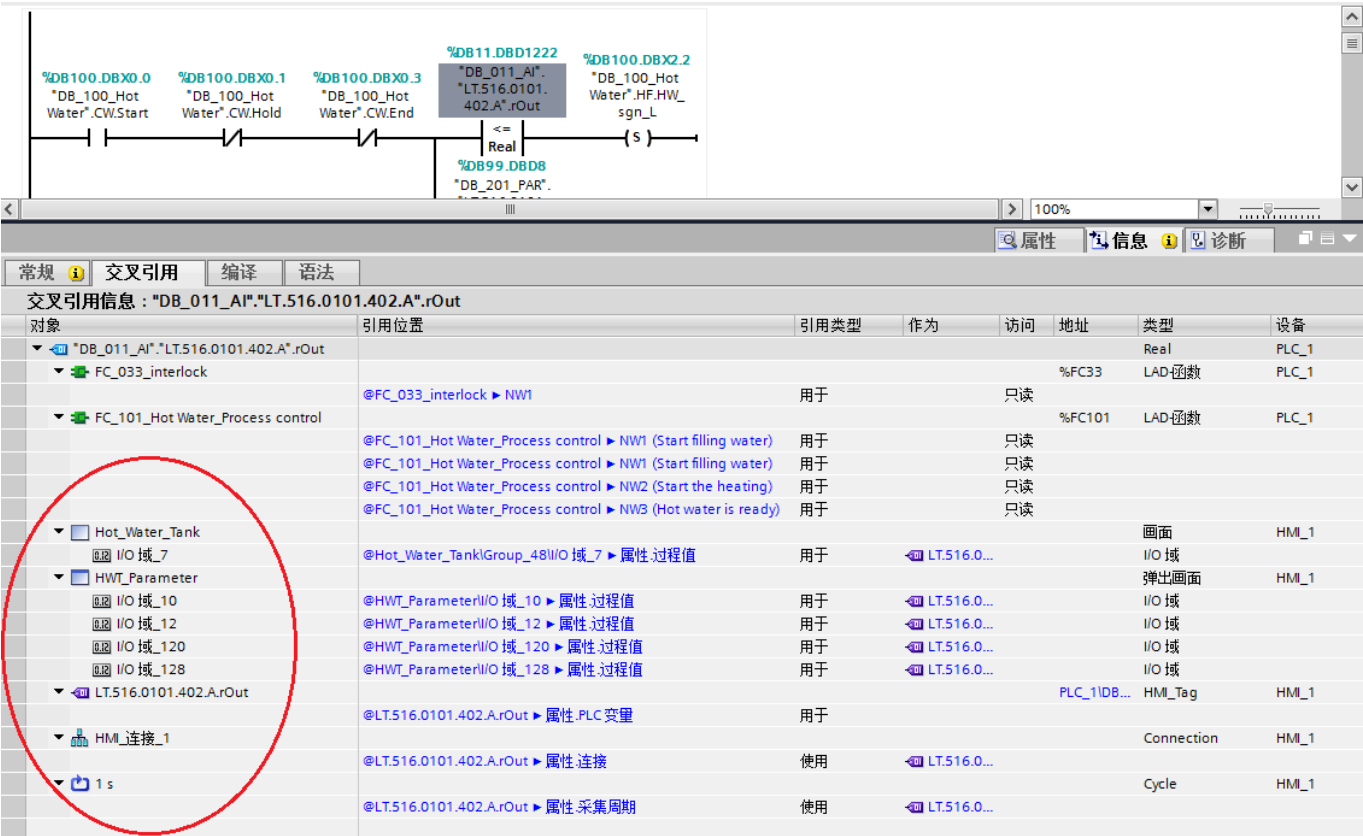 %DB11.DBD1222
%DB100.DBX2.2
%DB100.DBX0.0 %DB100.DBX0.1 %DB100.DBX0.3 "DB_011_AI". "DB_100_Hot
"DB_100_Hot "DB_100_Hot "DB_100_Hot "LT.516.0101. Water".HF.HW_
Water".CW.Start Water".CW.Hold Water".CW.End 402.A".rOut sgn_L
<=
Real
S
%DB99.DBD8
"DB_201_PAR".
100%
属性 信息 诊断
常规 交叉引用 编译 语法
交叉引用信息："DB_011_AI"."LT.516.0101.402.A".rOut
对象 引用位置 引用类型 作为 访问 地址 类型 设备
"DB_011_AI"."LT.516.0101.402.A".rOut Real PLC_1
FC_033_interlock %FC33 LAD-函数 PLC_1
@FC_033_interlock ▶ NW1 用于 只读
FC_101_Hot Water_Process control %FC101 LAD-函数 PLC_1
@FC_101_Hot Water_Process control ▶ NW1 (Start filling water) 用于 只读
@FC_101_Hot Water_Process control ▶ NW1 (Start filling water) 用于 只读
@FC_101_Hot Water_Process control ▶ NW2 (Start the heating) 用于 只读
@FC_101_Hot Water_Process control ▶ NW3 (Hot water is ready) 用于 只读
Hot_Water_Tank 画面 HMI_1
I/O 域_7 @Hot_Water_Tank\Group_48\I/O 域_7 ▶ 属性.过程值 用于 LT.516.0... I/O 域 HMI_1
HWT_Parameter 弹出画面 HMI_1
I/O 域_10 @HWT_Parameter\I/O 域_10 ▶ 属性.过程值 用于 LT.516.0... I/O 域 HMI_1
I/O 域_12 @HWT_Parameter\I/O 域_12 ▶ 属性.过程值 用于 LT.516.0... I/O 域 HMI_1
I/O 域_120 @HWT_Parameter\I/O 域_120 ▶ 属性.过程值 用于 LT.516.0... I/O 域 HMI_1
I/O 域_128 @HWT_Parameter\I/O 域_128 ▶ 属性.过程值 用于 LT.516.0... I/O 域 HMI_1
LT.516.0101.402.A.rOut PLC_1\DB... HMI_Tag HMI_1
@LT.516.0101.402.A.rOut ▶ 属性.PLC 变量 用于
HMI_连接_1 Connection HMI_1
@LT.516.0101.402.A.rOut ▶ 属性.连接 使用 LT.516.0...
1 s Cycle HMI_1
@LT.516.0101.402.A.rOut ▶ 属性.采集周期 使用 LT.516.0...